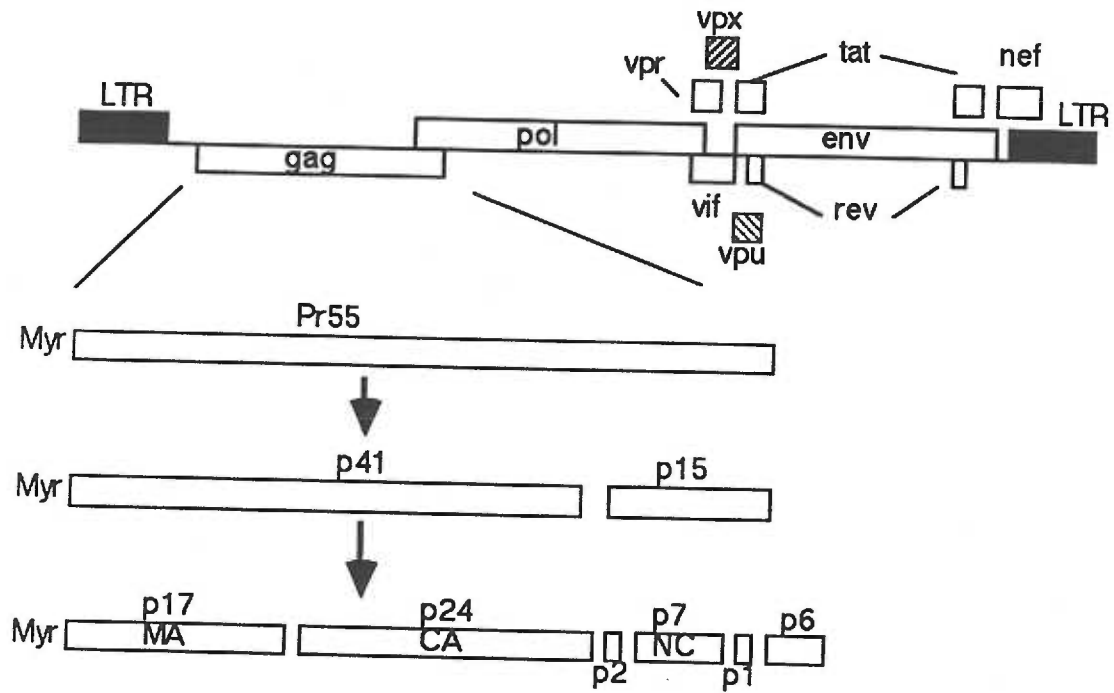 vpx
vpr tat nef
LTR LTR
pol env
gag
vif rev
vpu
Pr55
Myr
p41 p15
Myr
p17 p24 p7 p6
Myr MA CA NC
p2 p1